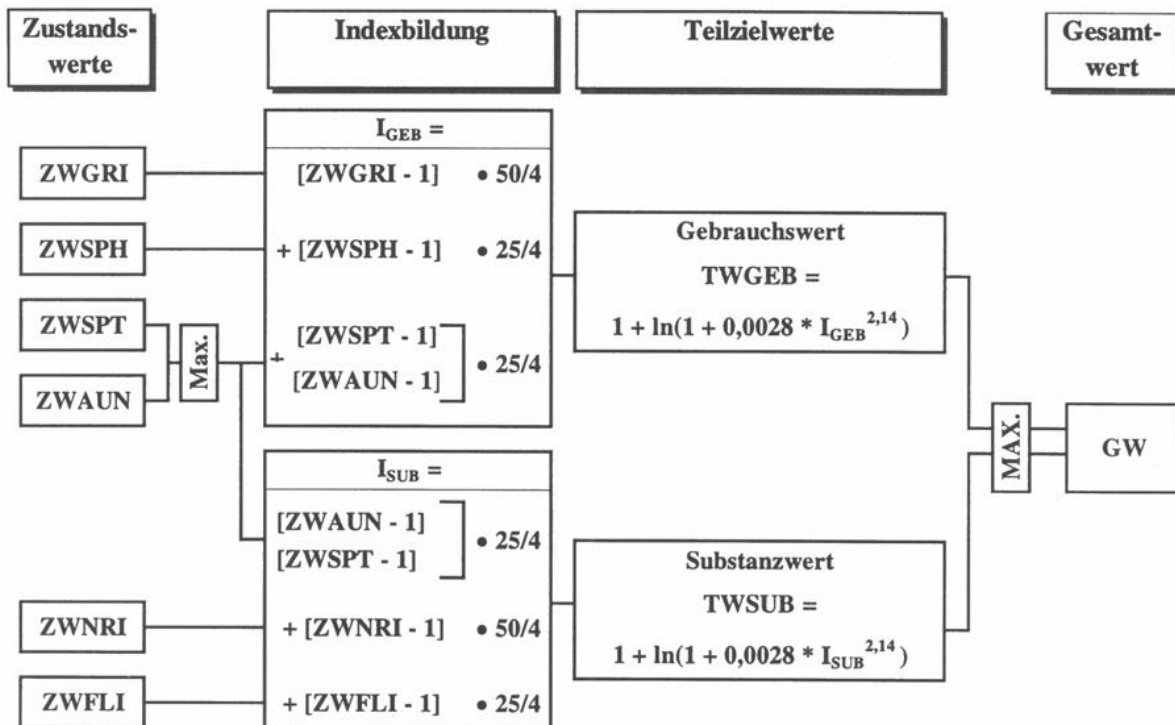 Zustands-
werte
Indexbildung
Teilzielwerte
Gesamt-
wert
I_GEB =
ZWGRI
[ZWGRI - 1] • 50/4
ZWSPH
+ [ZWSPH - 1] • 25/4
Gebrauchswert
TWGEB =
1 + ln(1 + 0,0028 * I_GEB^2,14)
ZWSPT
ZWAUN
Max.
+
[ZWSPT - 1]
[ZWAUN - 1]
• 25/4
MAX.
GW
I_SUB =
[ZWAUN - 1]
[ZWSPT - 1]
• 25/4
Substanzwert
TWSUB =
1 + ln(1 + 0,0028 * I_SUB^2,14)
ZWNRI
+ [ZWNRI - 1] • 50/4
ZWFLI
+ [ZWFLI - 1] • 25/4